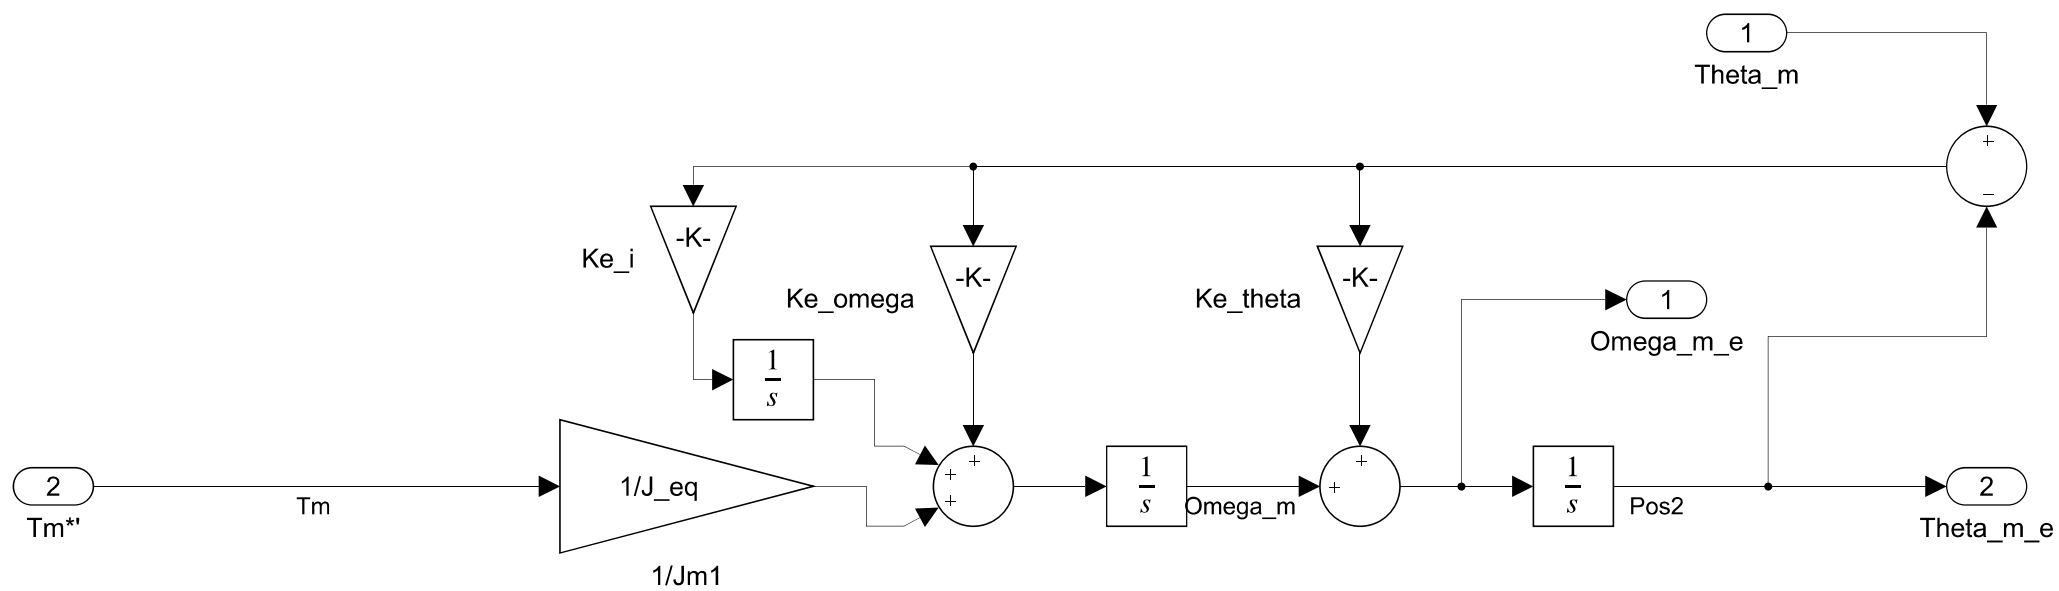 1
Theta_m
+
−
-K-
Ke_i
-K-
Ke_omega
-K-
Ke_theta
1
Omega_m_e
1
s
2
Tm*'
Tm
1/J_eq
1/Jm1
+
+
+
1
s
Omega_m
+
+
1
s
Pos2
2
Theta_m_e